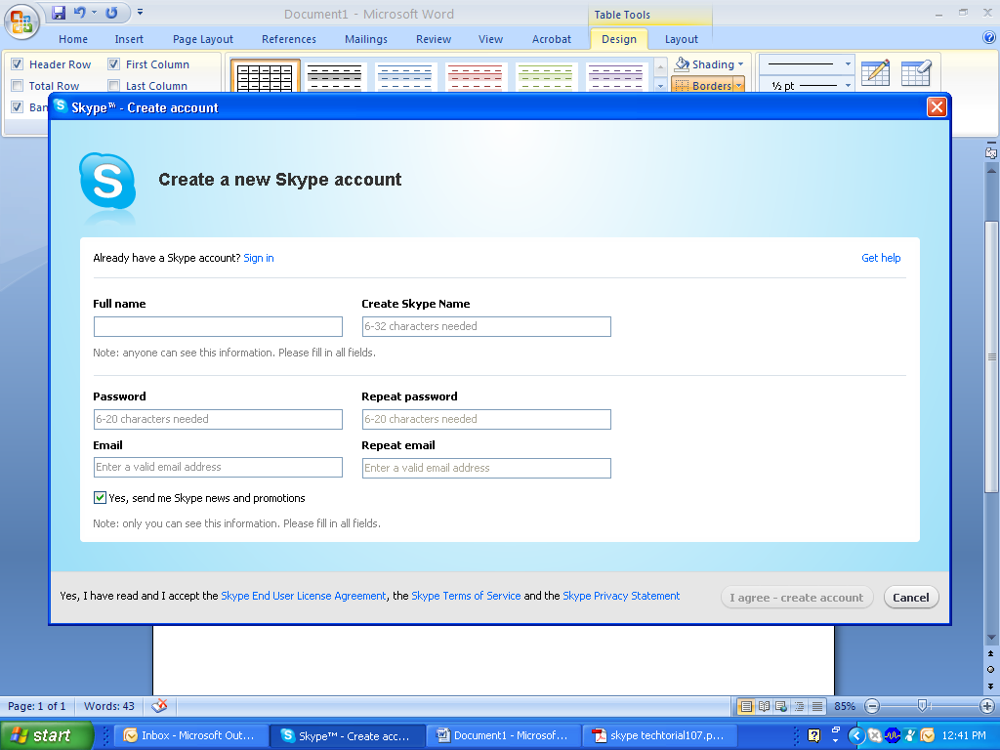 Document1 - Microsoft Word
Table Tools
Home Insert Page Layout References Mailings Review View Acrobat Design Layout
Header Row First Column
Shading
Total Row Last Column
Borders
½ pt
Ban
Skype™ - Create account
S
Create a new Skype account
Already have a Skype account? Sign in
Get help
Full name
Create Skype Name
6-32 characters needed
Note: anyone can see this information. Please fill in all fields.
Password
Repeat password
6-20 characters needed
6-20 characters needed
Email
Repeat email
Enter a valid email address
Enter a valid email address
Yes, send me Skype news and promotions
Note: only you can see this information. Please fill in all fields.
Yes, I have read and I accept the Skype End User License Agreement, the Skype Terms of Service and the Skype Privacy Statement
I agree - create account
Cancel
Page: 1 of 1 Words: 43
85%
start
Inbox - Microsoft Out...
Skype™ - Create acc...
Document1 - Microsof...
skype techtorial107.p...
12:41 PM